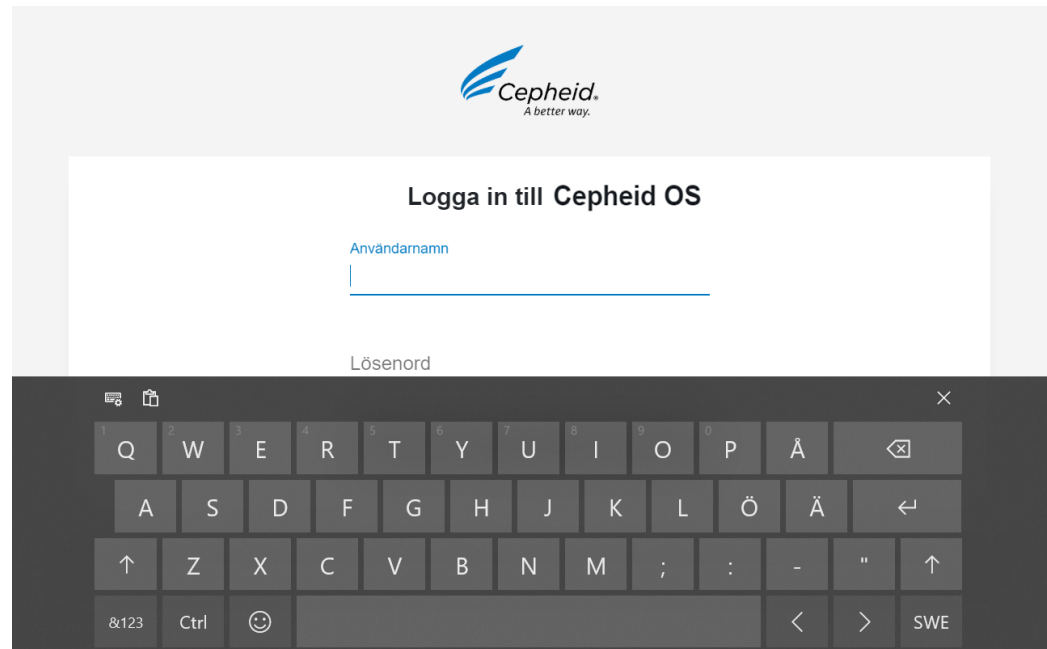 Cepheid®
A better way.
Logga in till Cepheid OS
Användarnamn
Lösenord
1 Q 2 W 3 E 4 R 5 T 6 Y 7 U 8 I 9 O 0 P Å
A S D F G H J K L Ö Ä
Z X C V B N M ; : - "
&123 Ctrl SWE